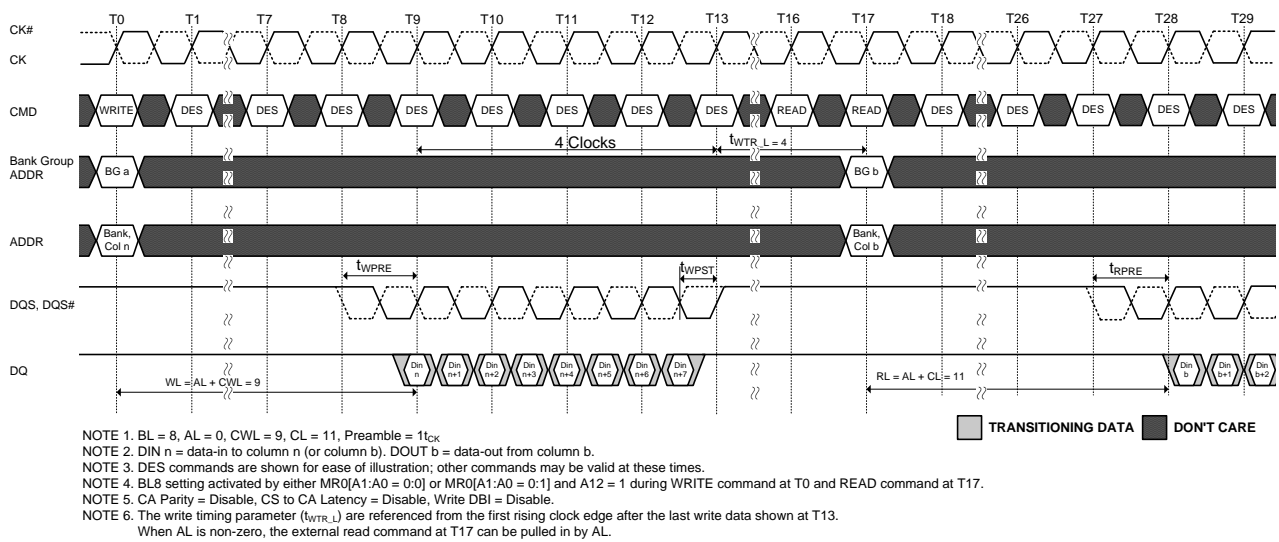 T0 T1 T7 T8 T9 T10 T11 T12 T13 T16 T17 T18 T26 T27 T28 T29
CK#
CK
CMD WRITE DES DES DES DES DES DES DES DES READ READ DES DES DES DES DES
4 Clocks tWTR_L = 4
Bank Group
ADDR BG a BG b
ADDR Bank, Col n Bank, Col b
tWPRE tWPST tRPRE
DQS, DQS#
DQ Din n Din n+1 Din n+2 Din n+3 Din n+4 Din n+5 Din n+6 Din n+7 Din b Din b+1 Din b+2
WL = AL + CWL = 9 RL = AL + CL = 11
TRANSITIONING DATA DON'T CARE
NOTE 1. BL = 8, AL = 0, CWL = 9, CL = 11, Preamble = 1tCK
NOTE 2. DIN n = data-in to column n (or column b). DOUT b = data-out from column b.
NOTE 3. DES commands are shown for ease of illustration; other commands may be valid at these times.
NOTE 4. BL8 setting activated by either MR0[A1:A0 = 0:0] or MR0[A1:A0 = 0:1] and A12 = 1 during WRITE command at T0 and READ command at T17.
NOTE 5. CA Parity = Disable, CS to CA Latency = Disable, Write DBI = Disable.
NOTE 6. The write timing parameter (tWTR_L) are referenced from the first rising clock edge after the last write data shown at T13.
When AL is non-zero, the external read command at T17 can be pulled in by AL.